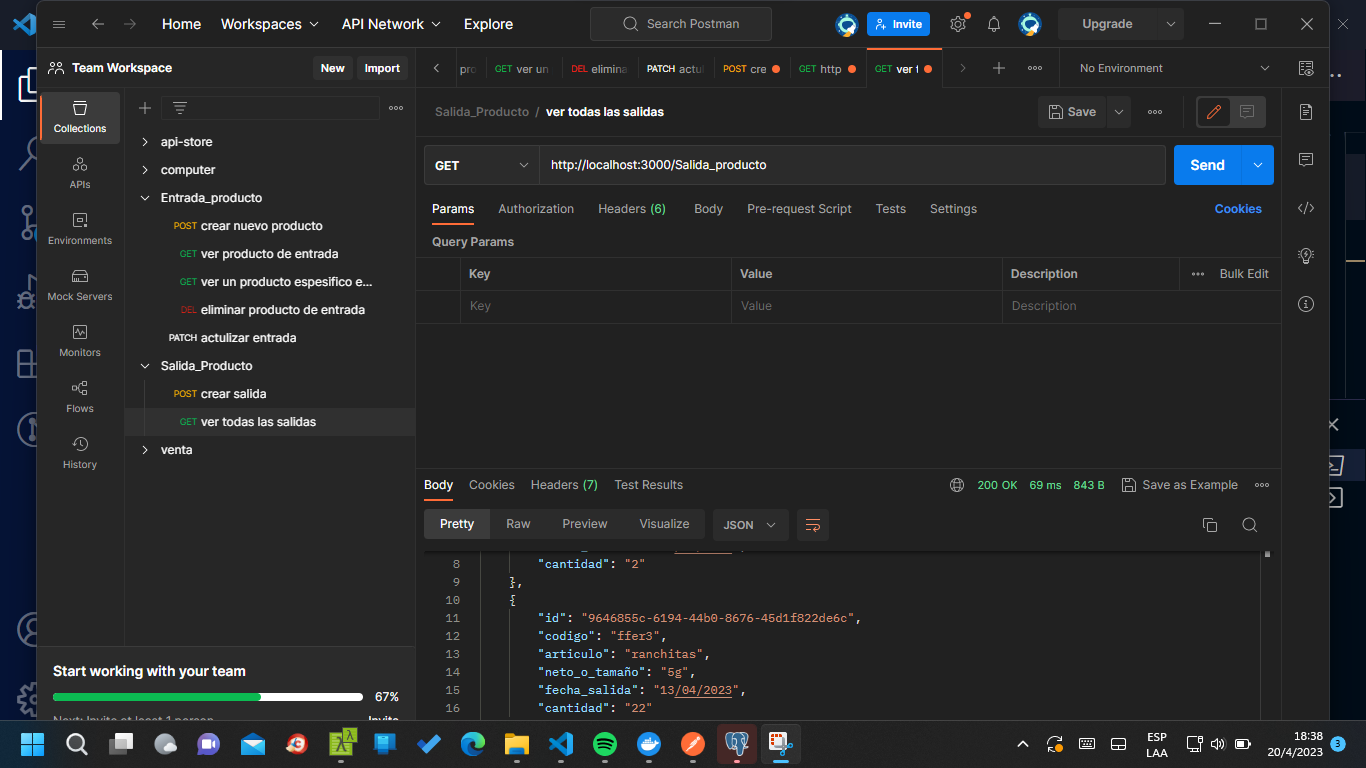 Home Workspaces API Network Explore Search Postman Invite Upgrade
Team Workspace New Import
GET ver un DEL elimina PATCH actul POST cre GET http GET ver t No Environment
Salida_Producto / ver todas las salidas Save
GET http://localhost:3000/Salida_producto Send
Params Authorization Headers (6) Body Pre-request Script Tests Settings Cookies
Query Params
Key Value Description Bulk Edit
Key Value Description
Collections
APIs
Environments
Mock Servers
Monitors
Flows
History
api-store
computer
Entrada_producto
POST crear nuevo producto
GET ver producto de entrada
GET ver un producto espesifico e...
DEL eliminar producto de entrada
PATCH actulizar entrada
Salida_Producto
POST crear salida
GET ver todas las salidas
venta
Body Cookies Headers (7) Test Results 200 OK 69 ms 843 B Save as Example
Pretty Raw Preview Visualize JSON
8 "cantidad": "2"
9 },
10 {
11 "id": "9646855c-6194-44b0-8676-45d1f822de6c",
12 "codigo": "ffer3",
13 "articulo": "ranchitas",
14 "neto_o_tamaño": "5g",
15 "fecha_salida": "13/04/2023",
16 "cantidad": "22"
Start working with your team
67%
Next: Invite at least 1 person Invite
ESP
LAA
18:38
20/4/2023
3